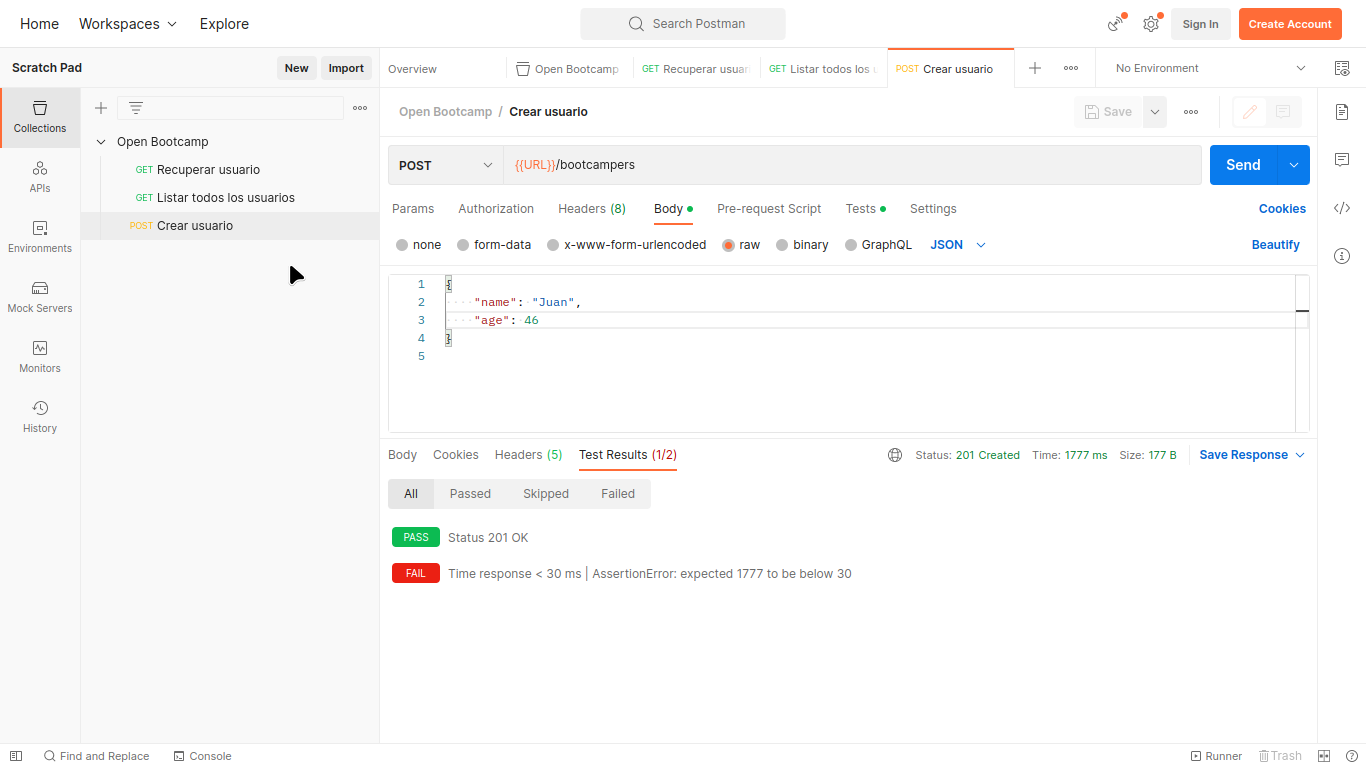 Home Workspaces Explore Search Postman Sign In Create Account
Scratch Pad New Import
Overview Open Bootcamp GET Recuperar usuar POST Crear usuario No Environment
GET Listar todos los u
Collections
APIs
Environments
Mock Servers
Monitors
History
Open Bootcamp
GET Recuperar usuario
GET Listar todos los usuarios
POST Crear usuario
Open Bootcamp / Crear usuario Save
POST {{URL}}/bootcampers Send
Params Authorization Headers (8) Body Pre-request Script Tests Settings Cookies
none form-data x-www-form-urlencoded raw binary GraphQL JSON Beautify
1 {
2 "name": "Juan",
3 "age": 46
4 }
5
Body Cookies Headers (5) Test Results (1/2) Status: 201 Created Time: 1777 ms Size: 177 B Save Response
All Passed Skipped Failed
PASS Status 201 OK
FAIL Time response < 30 ms | AssertionError: expected 1777 to be below 30
Find and Replace Console Runner Trash